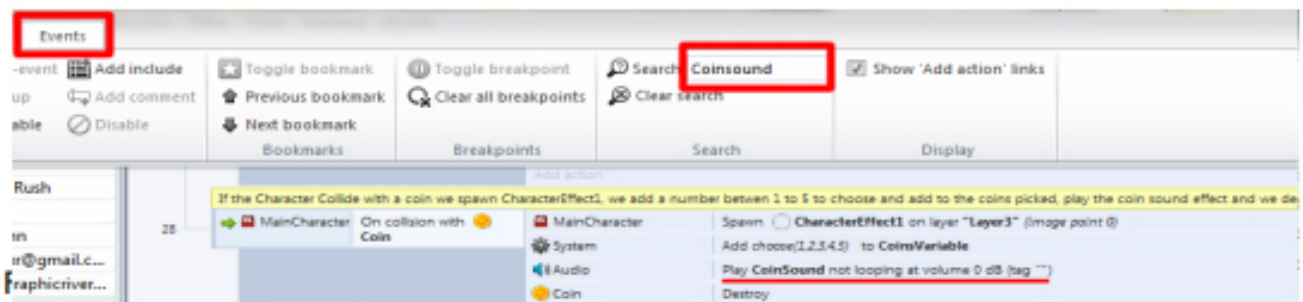 Events
-event Add include Toggle bookmark Toggle breakpoint Search Coinsound Show 'Add action' links
up Add comment Previous bookmark Clear all breakpoints Clear search
able Disable Next bookmark
Bookmarks Breakpoints Search Display
Add action
Rush
If the Character Collide with a coin we spawn CharacterEffect1, we add a number betwen 1 to 5 to choose and add to the coins picked, play the coin sound effect and we de
28 MainCharacter On collision with MainCharacter Spawn CharacterEffect1 on layer "Layer3" (image point 0)
Coin
System Add choose(1,2,3,4,5) to CoinsVariable
r@gmail.c...
Audio Play CoinSound not looping at volume 0 dB (tag "")
raphicriver...
Coin Destroy